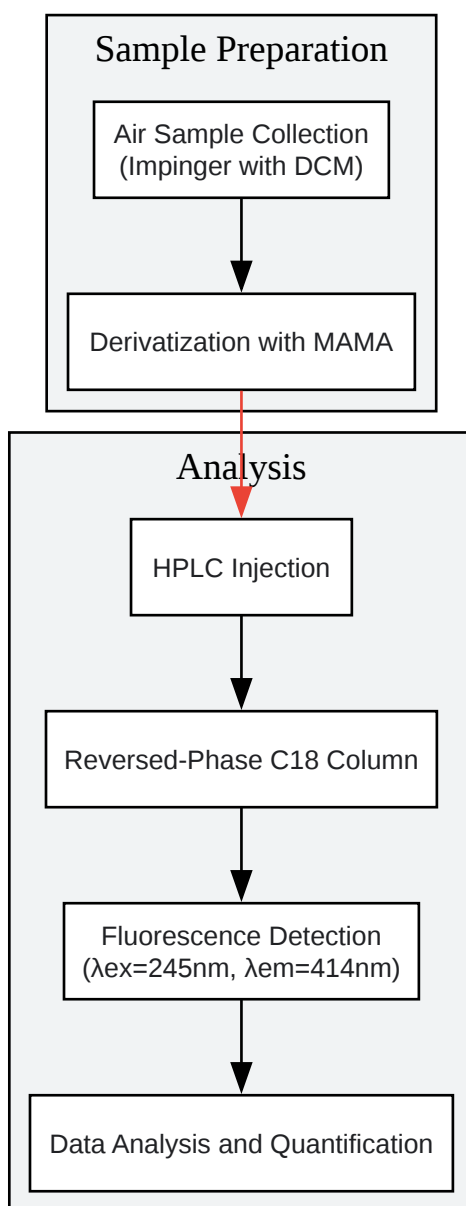 Sample Preparation
Air Sample Collection
(Impinger with DCM)
Derivatization with MAMA
Analysis
HPLC Injection
Reversed-Phase C18 Column
Fluorescence Detection
(λex=245nm, λem=414nm)
Data Analysis and Quantification